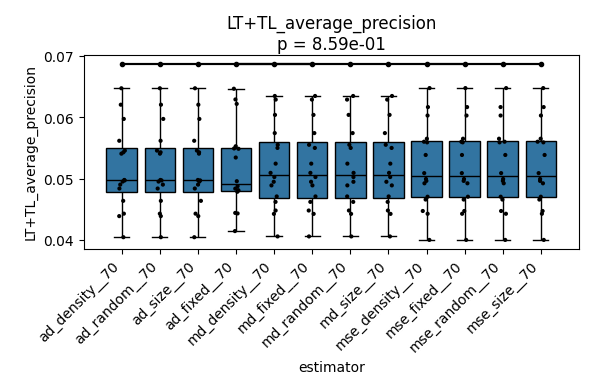 LT+TL_average_precision
p = 8.59e-01
LT+TL_average_precision
0.07
0.06
0.05
0.04
ad_density__70
ad_random__70
ad_size__70
ad_fixed__70
md_density__70
md_fixed__70
md_random__70
md_size__70
mse_density__70
mse_fixed__70
mse_random__70
mse_size__70
estimator